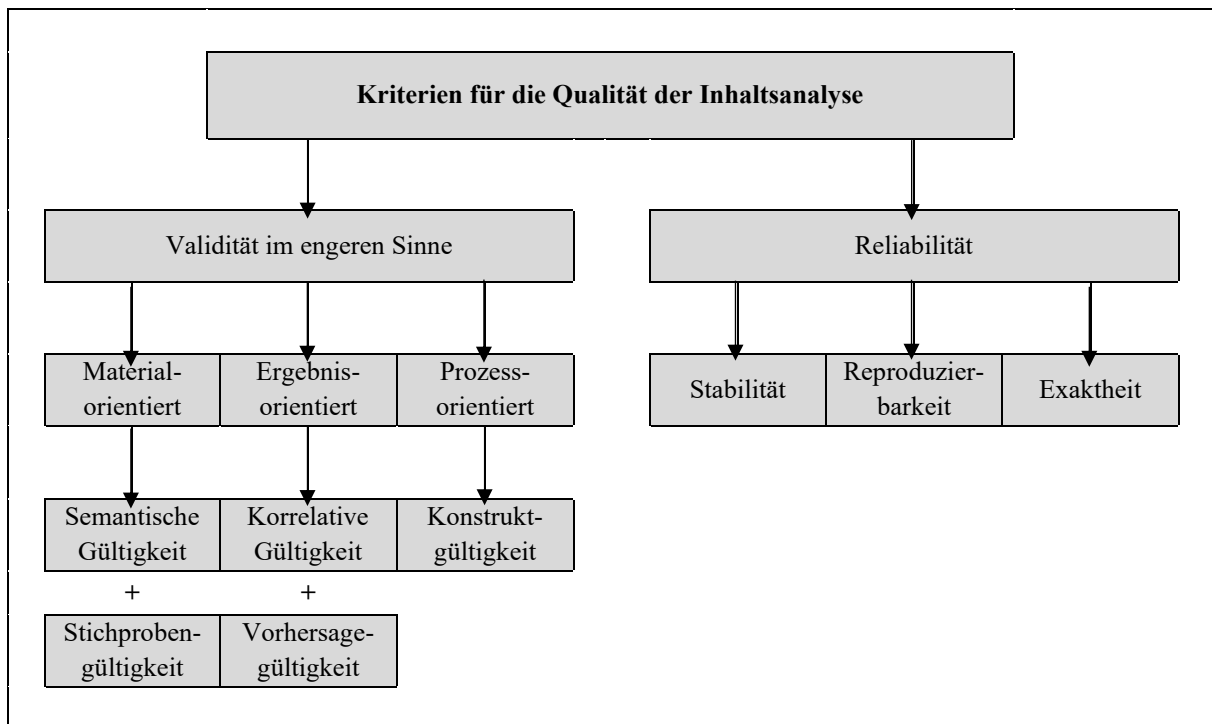 Kriterien für die Qualität der Inhaltsanalyse
Validität im engeren Sinne
Reliabilität
Material-
orientiert
Ergebnis-
orientiert
Prozess-
orientiert
Stabilität
Reproduzier-
barkeit
Exaktheit
Semantische
Gültigkeit
Korrelative
Gültigkeit
Konstrukt-
gültigkeit
+
+
Stichproben-
gültigkeit
Vorhersage-
gültigkeit